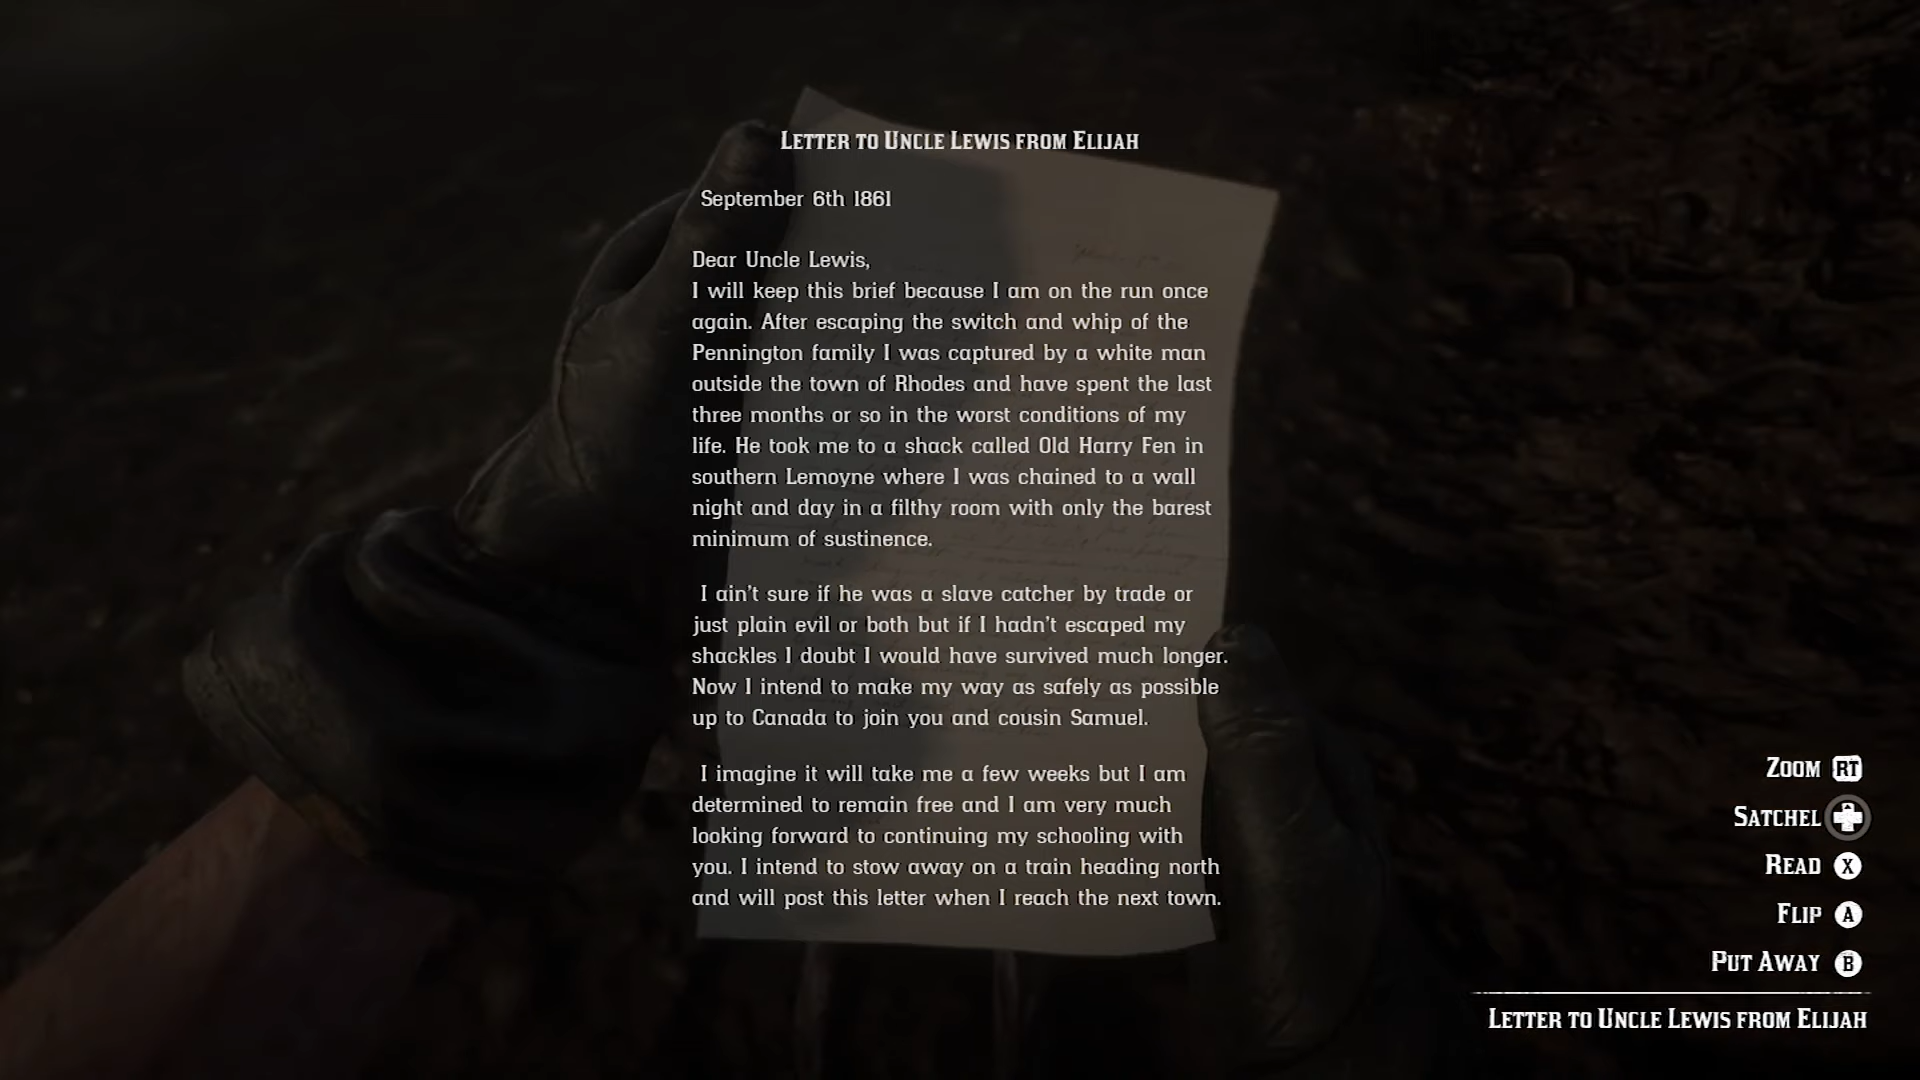 Letter to Uncle Lewis from Elijah
September 6th 1861
Dear Uncle Lewis,
I will keep this brief because I am on the run once
again. After escaping the switch and whip of the
Pennington family I was captured by a white man
outside the town of Rhodes and have spent the last
three months or so in the worst conditions of my
life. He took me to a shack called Old Harry Fen in
southern Lemoyne where I was chained to a wall
night and day in a filthy room with only the barest
minimum of sustinence.
I ain't sure if he was a slave catcher by trade or
just plain evil or both but if I hadn't escaped my
shackles I doubt I would have survived much longer.
Now I intend to make my way as safely as possible
up to Canada to join you and cousin Samuel.
I imagine it will take me a few weeks but I am
determined to remain free and I am very much
looking forward to continuing my schooling with
you. I intend to stow away on a train heading north
and will post this letter when I reach the next town.
Zoom RT
Satchel
Read X
Flip A
Put Away B
Letter to Uncle Lewis from Elijah